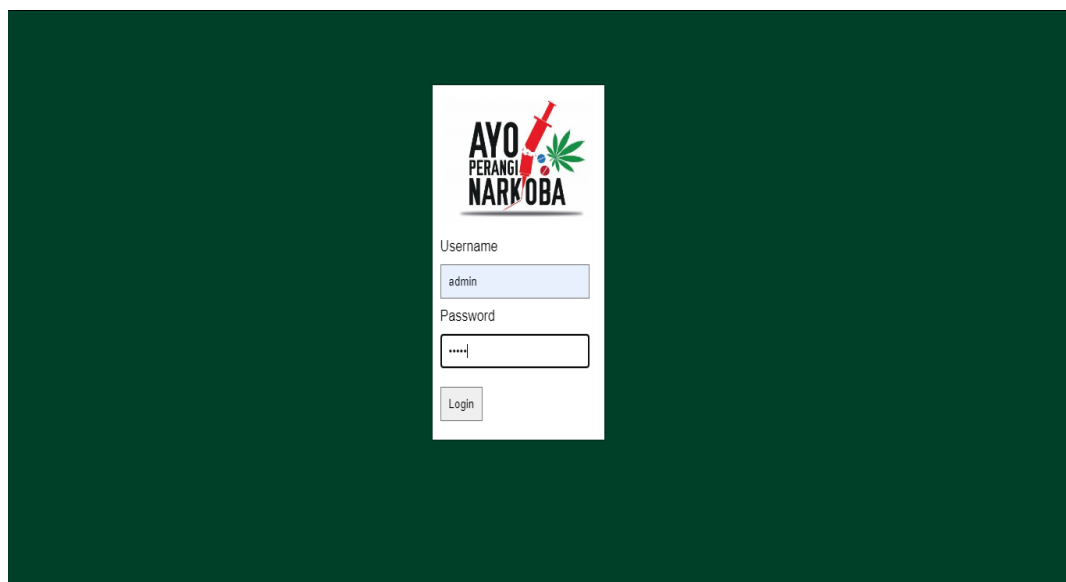 AYO
PERANGI
NARKOBA
Username
admin
Password
•••••
Login